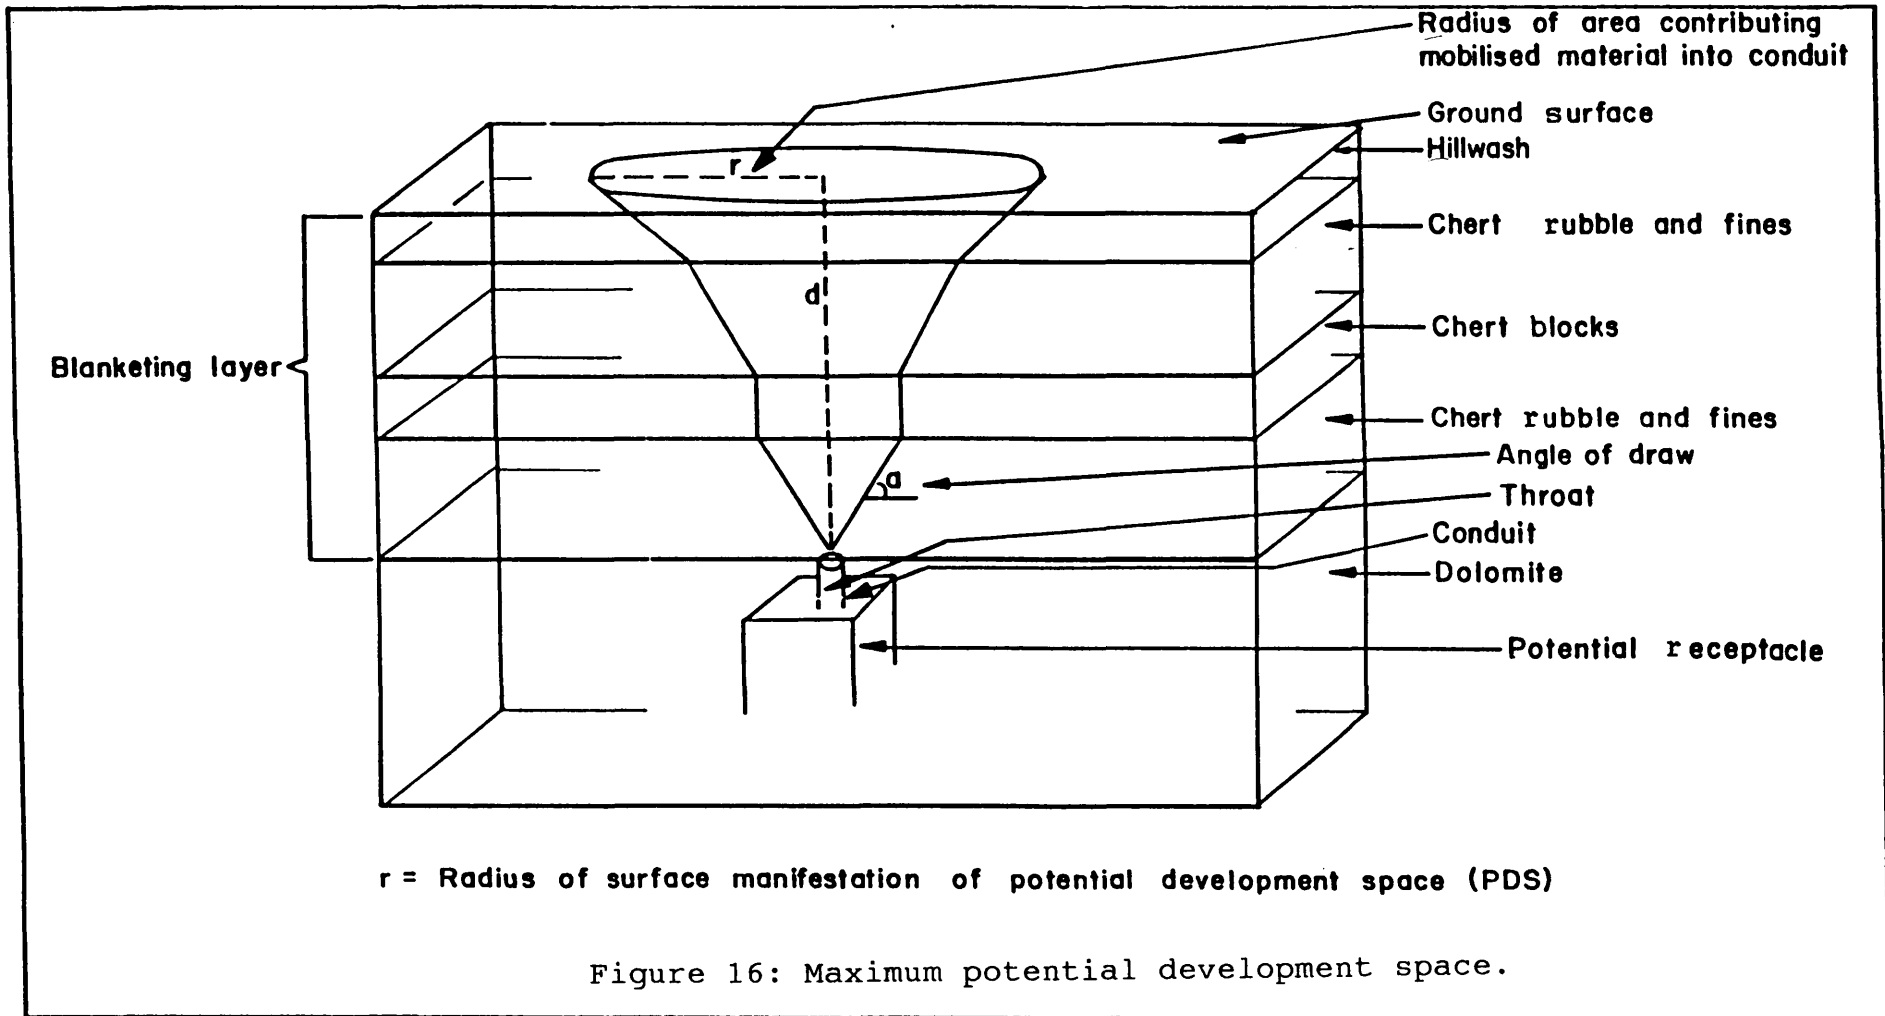 Radius of area contributing
mobilised material into conduit
Ground surface
Hillwash
r
Chert rubble and fines
d
Chert blocks
Blanketing layer
Chert rubble and fines
Angle of draw
a
Throat
Conduit
Dolomite
Potential receptacle
r = Radius of surface manifestation of potential development space (PDS)
Figure 16: Maximum potential development space.